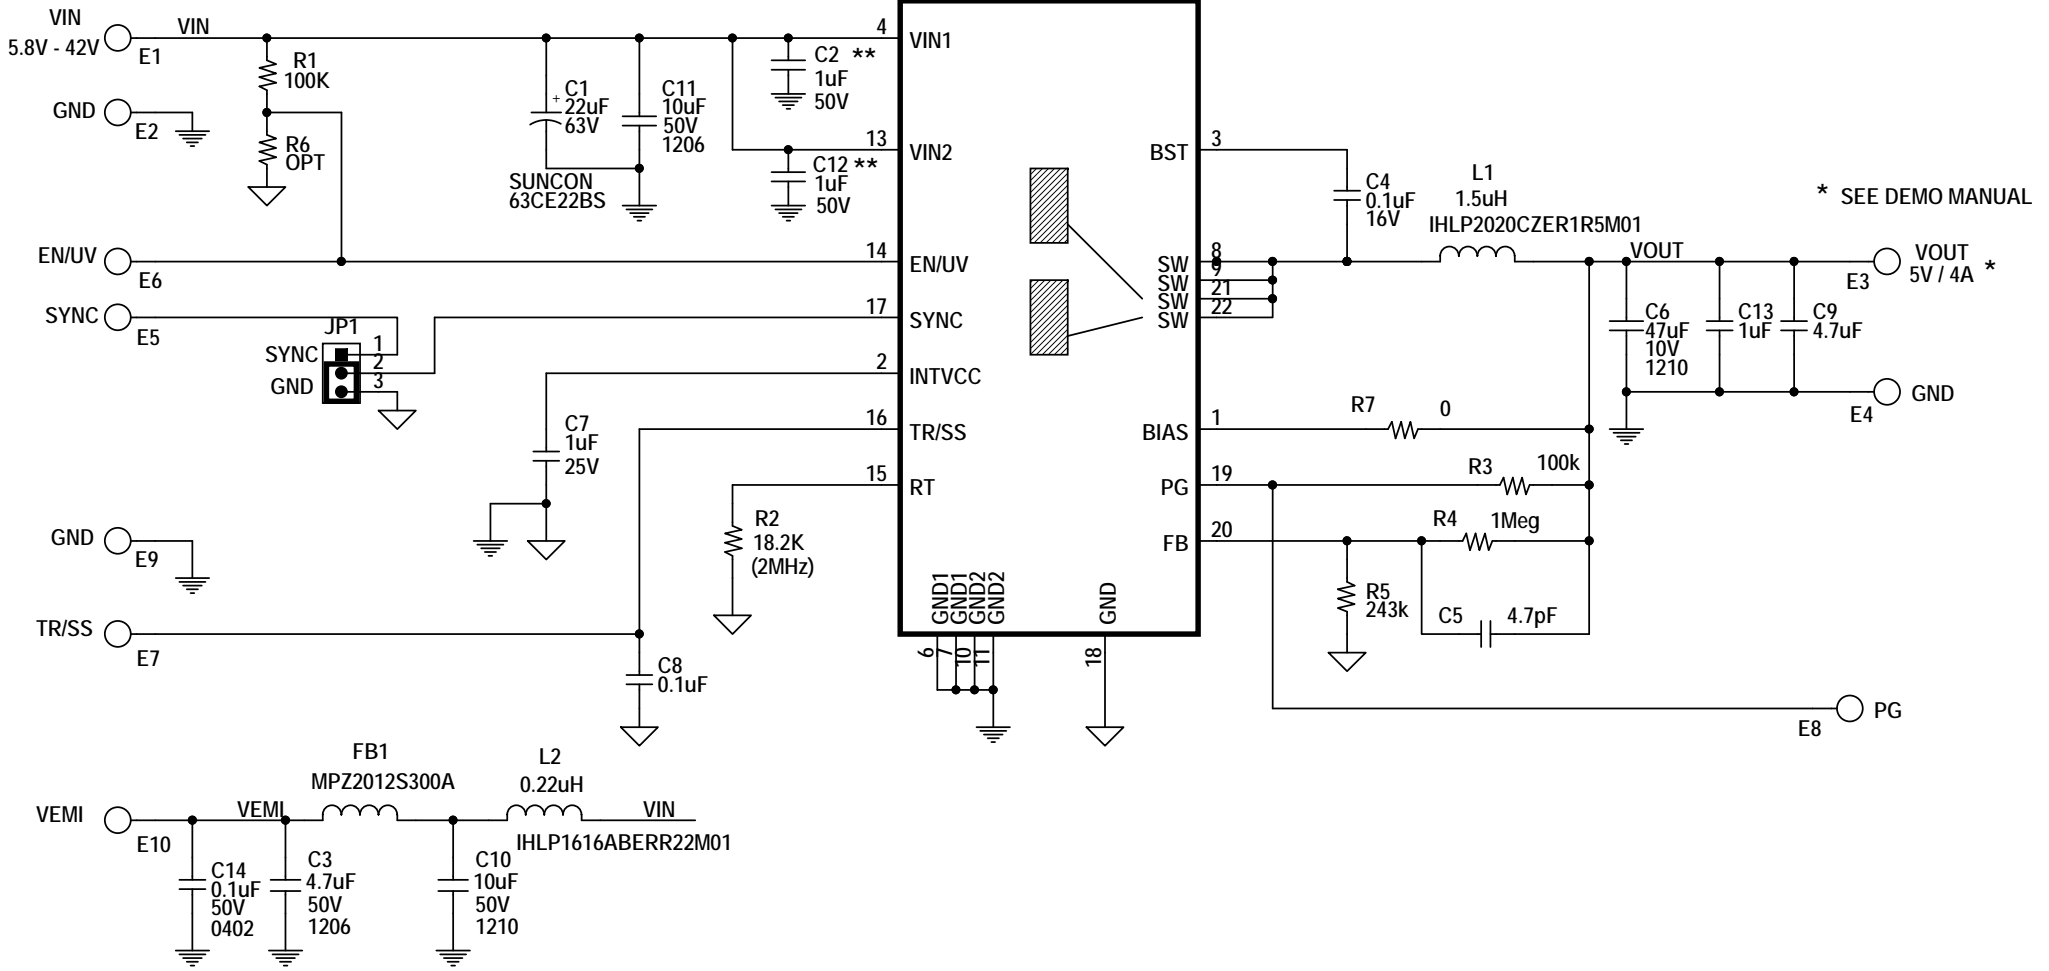 VIN
5.8V - 42V
E1
VIN
R1
100K
GND
E2
R6
OPT
C1
+
22uF
63V
SUNCON
63CE22BS
C11
10uF
50V
1206
C2 **
1uF
50V
C12 **
1uF
50V
4
VIN1
13
VIN2
EN/UV
E6
14
EN/UV
SYNC
E5
17
SYNC
JP1
SYNC
GND
1
2
3
2
INTVCC
C7
1uF
25V
16
TR/SS
15
RT
R2
18.2K
(2MHz)
GND
E9
TR/SS
E7
C8
0.1uF
GND1
GND1
GND2
GND2
6
7
10
11
GND
18
BST
3
C4
0.1uF
16V
L1
1.5uH
IHLP2020CZER1R5M01
* SEE DEMO MANUAL
SW
8
SW
9
SW
21
SW
22
VOUT
VOUT
5V / 4A *
E3
C6
47uF
10V
1210
C13
1uF
C9
4.7uF
GND
E4
BIAS
1
R7
0
PG
19
R3
100k
FB
20
R4
1Meg
R5
243k
C5
4.7pF
E8
PG
VEMI
E10
VEMI
FB1
MPZ2012S300A
L2
0.22uH
VIN
IHLP1616ABERR22M01
C14
0.1uF
50V
0402
C3
4.7uF
50V
1206
C10
10uF
50V
1210